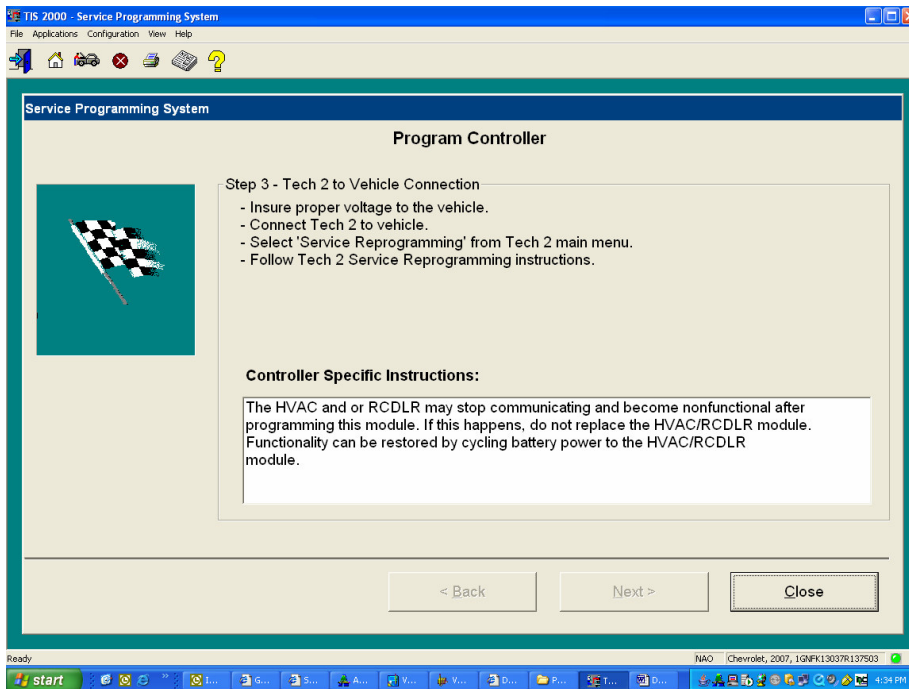 TIS 2000 - Service Programming System
File Applications Configuration View Help
Service Programming System
Program Controller
Step 3 - Tech 2 to Vehicle Connection
- Insure proper voltage to the vehicle.
- Connect Tech 2 to vehicle.
- Select 'Service Reprogramming' from Tech 2 main menu.
- Follow Tech 2 Service Reprogramming instructions.
Controller Specific Instructions:
The HVAC and or RCDLR may stop communicating and become nonfunctional after
programming this module. If this happens, do not replace the HVAC/RCDLR module.
Functionality can be restored by cycling battery power to the HVAC/RCDLR
module.
< Back Next > Close
Ready NAO Chevrolet, 2007, 1GNFK13037R137503
start I... G... S... A... V... V... D... P... T... D... 4:34 PM